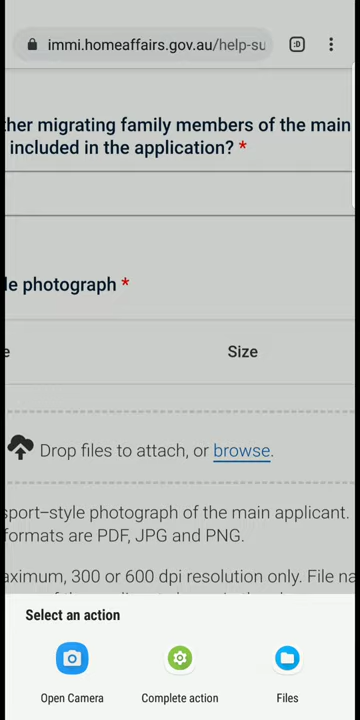 immi.homeaffairs.gov.au/help-su
:D
ther migrating family members of the main
included in the application? *
le photograph *
e
Size
Drop files to attach, or browse.
sport–style photograph of the main applicant.
formats are PDF, JPG and PNG.
aximum, 300 or 600 dpi resolution only. File na
Select an action
Open Camera
Complete action
Files